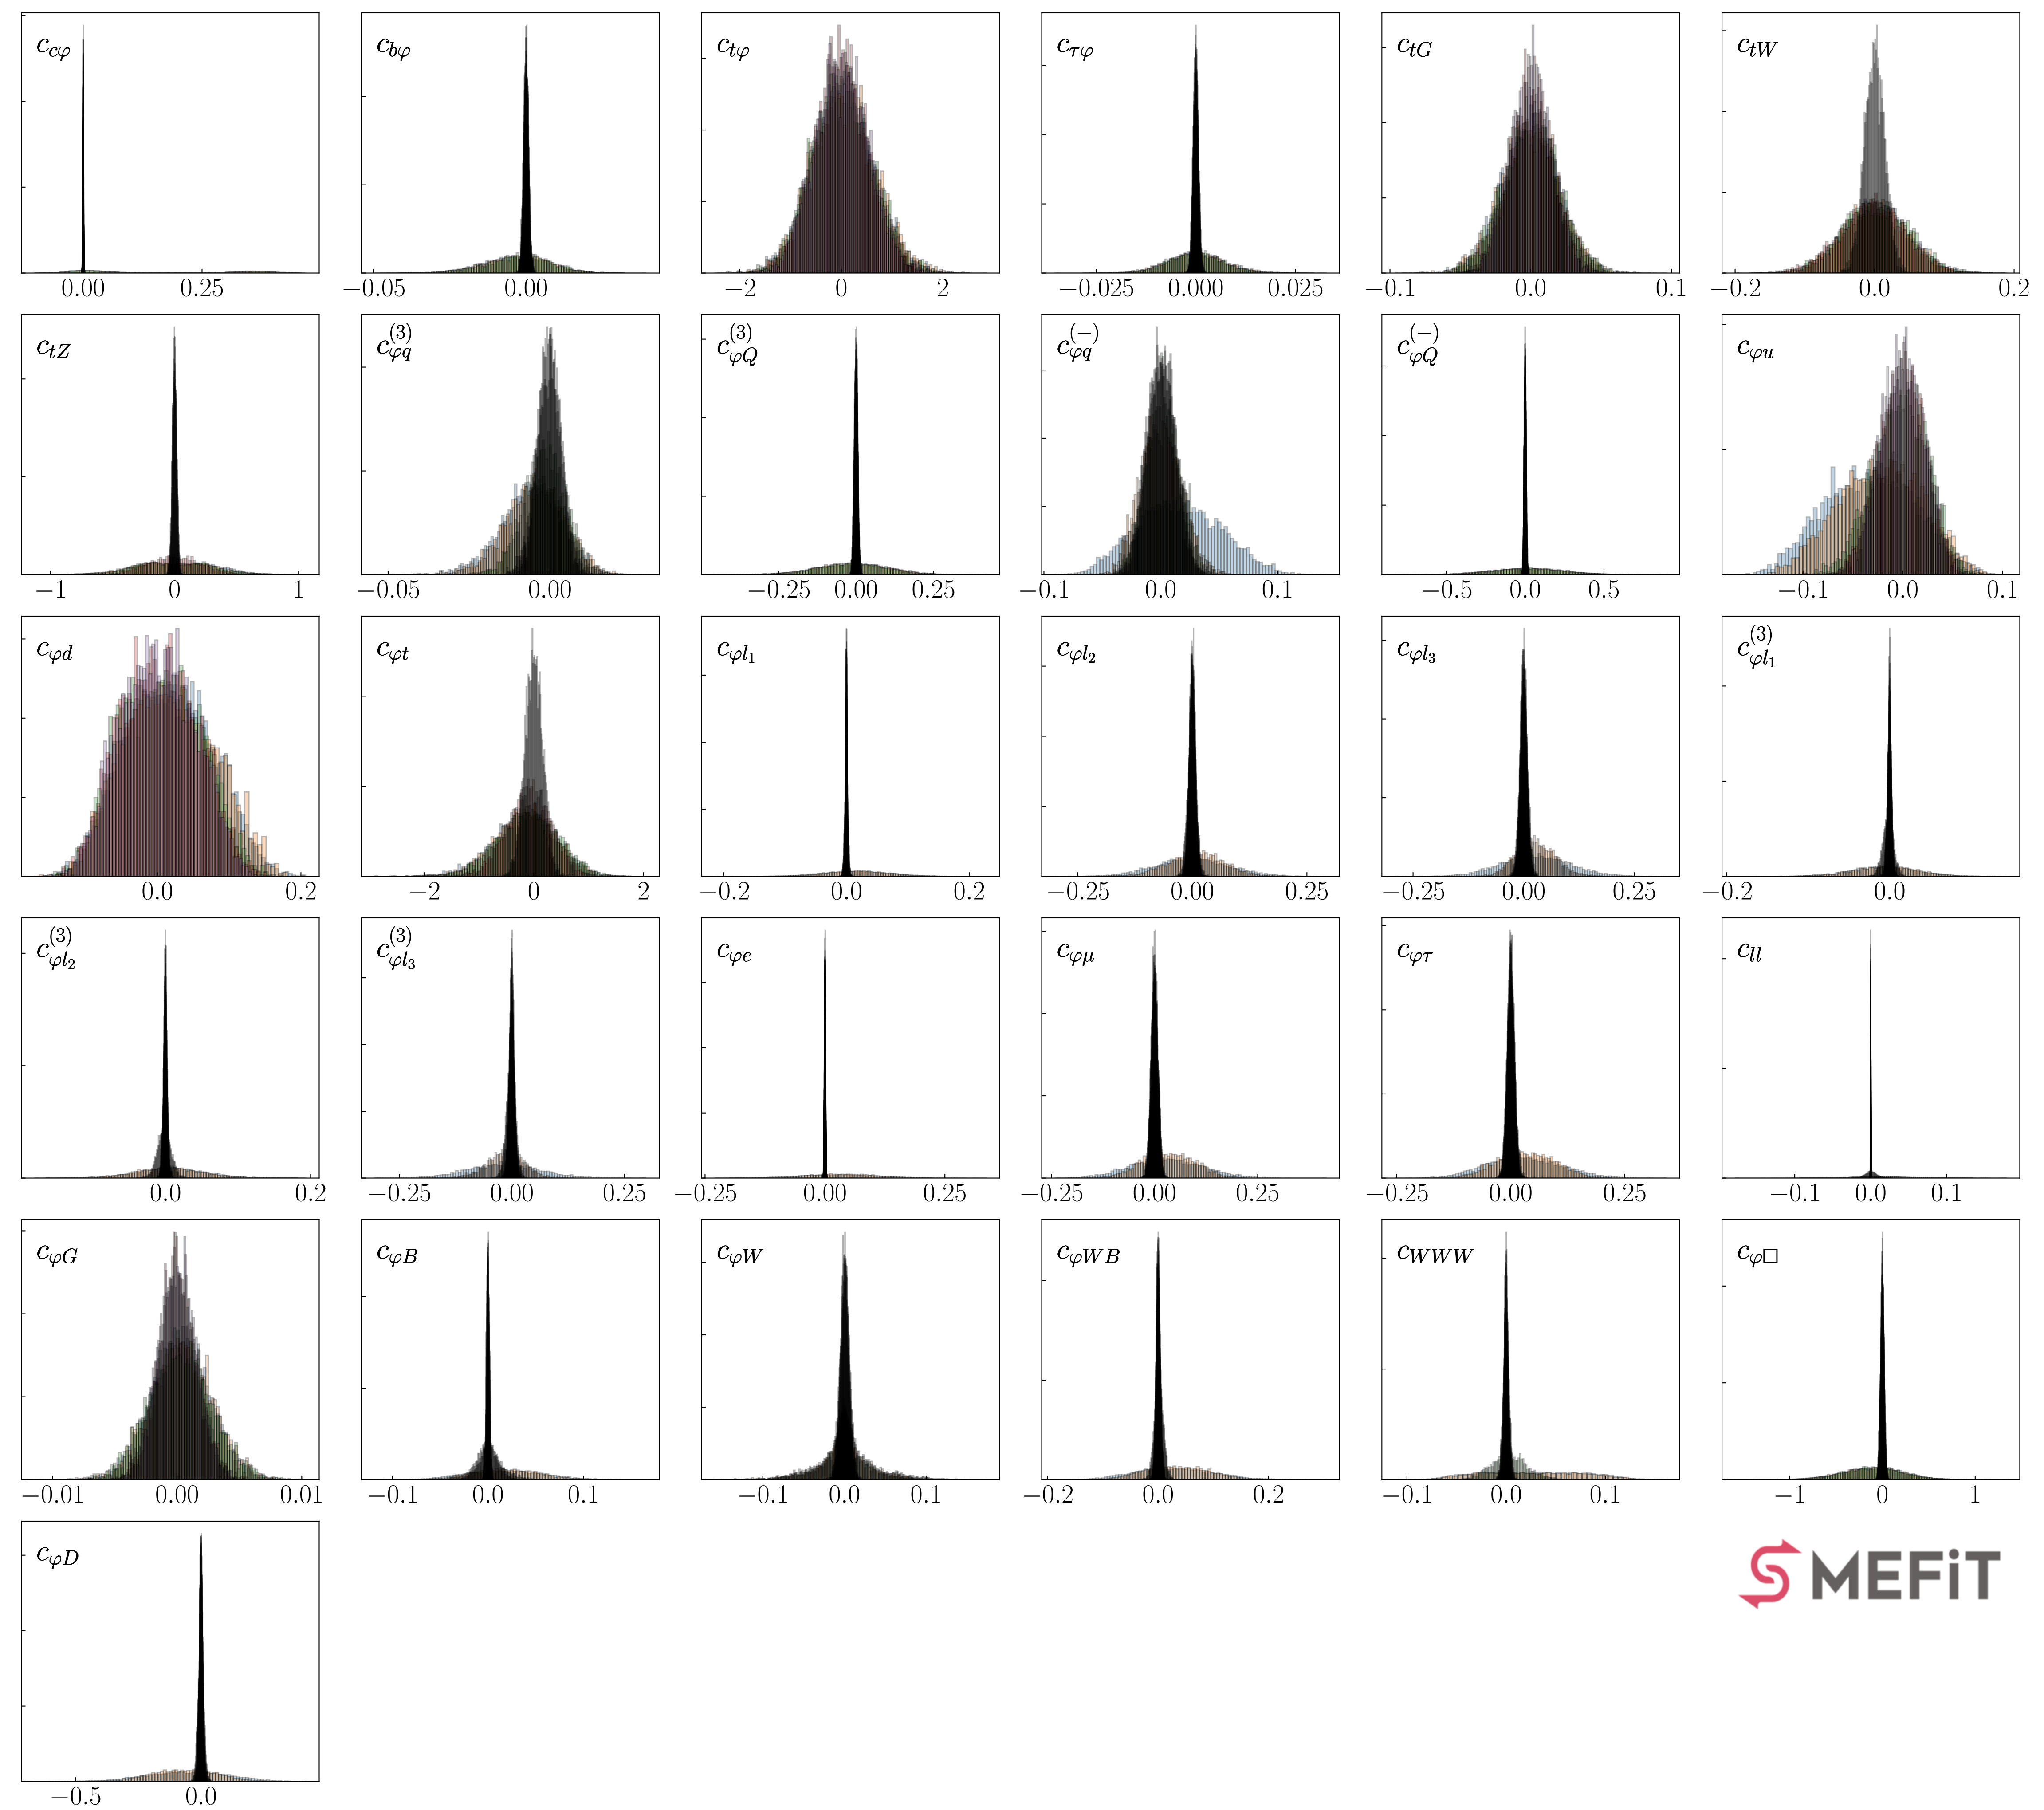 c_{cφ} c_{bφ} c_{tφ} c_{τφ} c_{tG} c_{tW}
0.00 0.25 −0.05 0.00 −2 0 2 −0.025 0.000 0.025 −0.1 0.0 0.1 −0.2 0.0 0.2
c_{tZ} c_{φq}^{(3)} c_{φQ}^{(3)} c_{φq}^{(−)} c_{φQ}^{(−)} c_{φu}
−1 0 1 −0.05 0.00 −0.25 0.00 0.25 −0.1 0.0 0.1 −0.5 0.0 0.5 −0.1 0.0 0.1
c_{φd} c_{φt} c_{φl_1} c_{φl_2} c_{φl_3} c_{φl_1}^{(3)}
0.0 0.2 −2 0 2 −0.2 0.0 0.2 −0.25 0.00 0.25 −0.25 0.00 0.25 −0.2 0.0
c_{φl_2}^{(3)} c_{φl_3}^{(3)} c_{φe} c_{φμ} c_{φτ} c_{ll}
0.0 0.2 −0.25 0.00 0.25 −0.25 0.00 0.25 −0.25 0.00 0.25 −0.25 0.00 0.25 −0.1 0.0 0.1
c_{φG} c_{φB} c_{φW} c_{φWB} c_{WWW} c_{φ□}
−0.01 0.00 0.01 −0.1 0.0 0.1 −0.1 0.0 0.1 −0.2 0.0 0.2 −0.1 0.0 0.1 −1 0 1
c_{φD} SMEFiT
−0.5 0.0